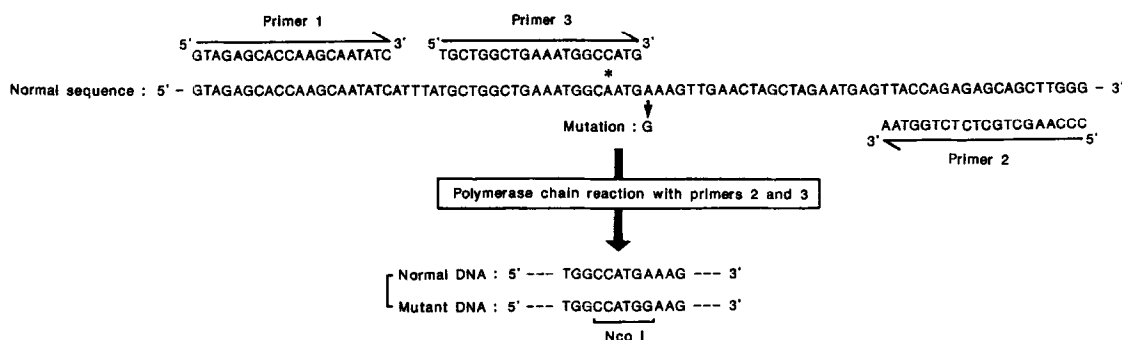 Primer 1
Primer 3
5' GTAGAGCACCAAGCAATATC 3'
5' TGCTGGCTGAAATGGCCATG 3'
*
Normal sequence : 5' - GTAGAGCACCAAGCAATATCATTTATGCTGGCTGAAATGGCAATGAAAGTTGAACTAGCTAGAATGAGTTACCAGAGAGCAGCTTGGG - 3'
Mutation : G
3' AATGGTCTCTCGTCGAACCC 5'
Primer 2
Polymerase chain reaction with primers 2 and 3
Normal DNA : 5' --- TGGCCATGAAAG --- 3'
Mutant DNA : 5' --- TGGCCATGGAAG --- 3'
Nco I